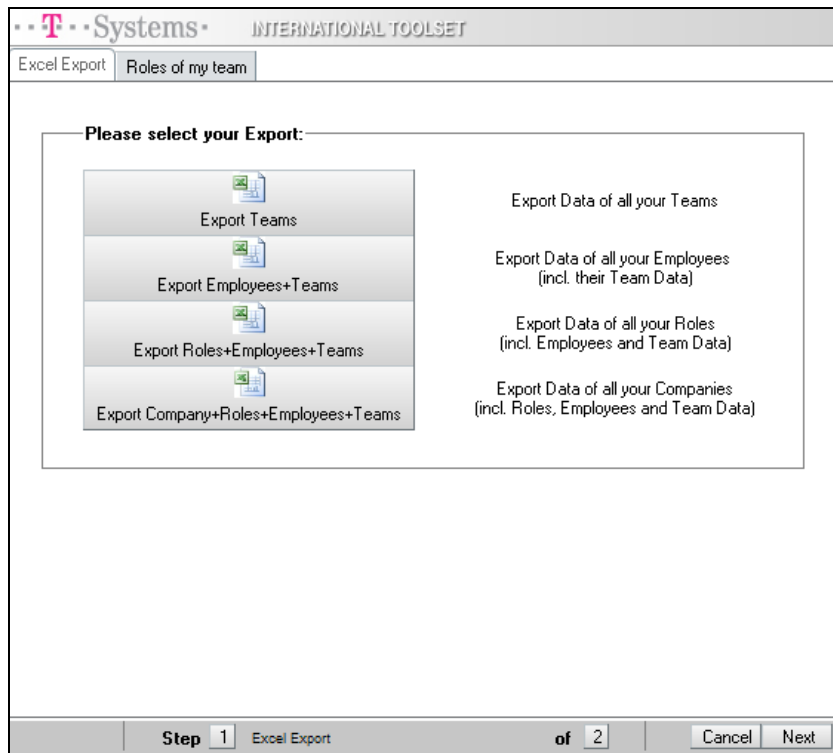 ··T··Systems· INTERNATIONAL TOOLSET
Excel Export Roles of my team
Please select your Export:
Export Teams
Export Data of all your Teams
Export Employees+Teams
Export Data of all your Employees
(incl. their Team Data)
Export Roles+Employees+Teams
Export Data of all your Roles
(incl. Employees and Team Data)
Export Company+Roles+Employees+Teams
Export Data of all your Companies
(incl. Roles, Employees and Team Data)
Step 1 Excel Export of 2 Cancel Next